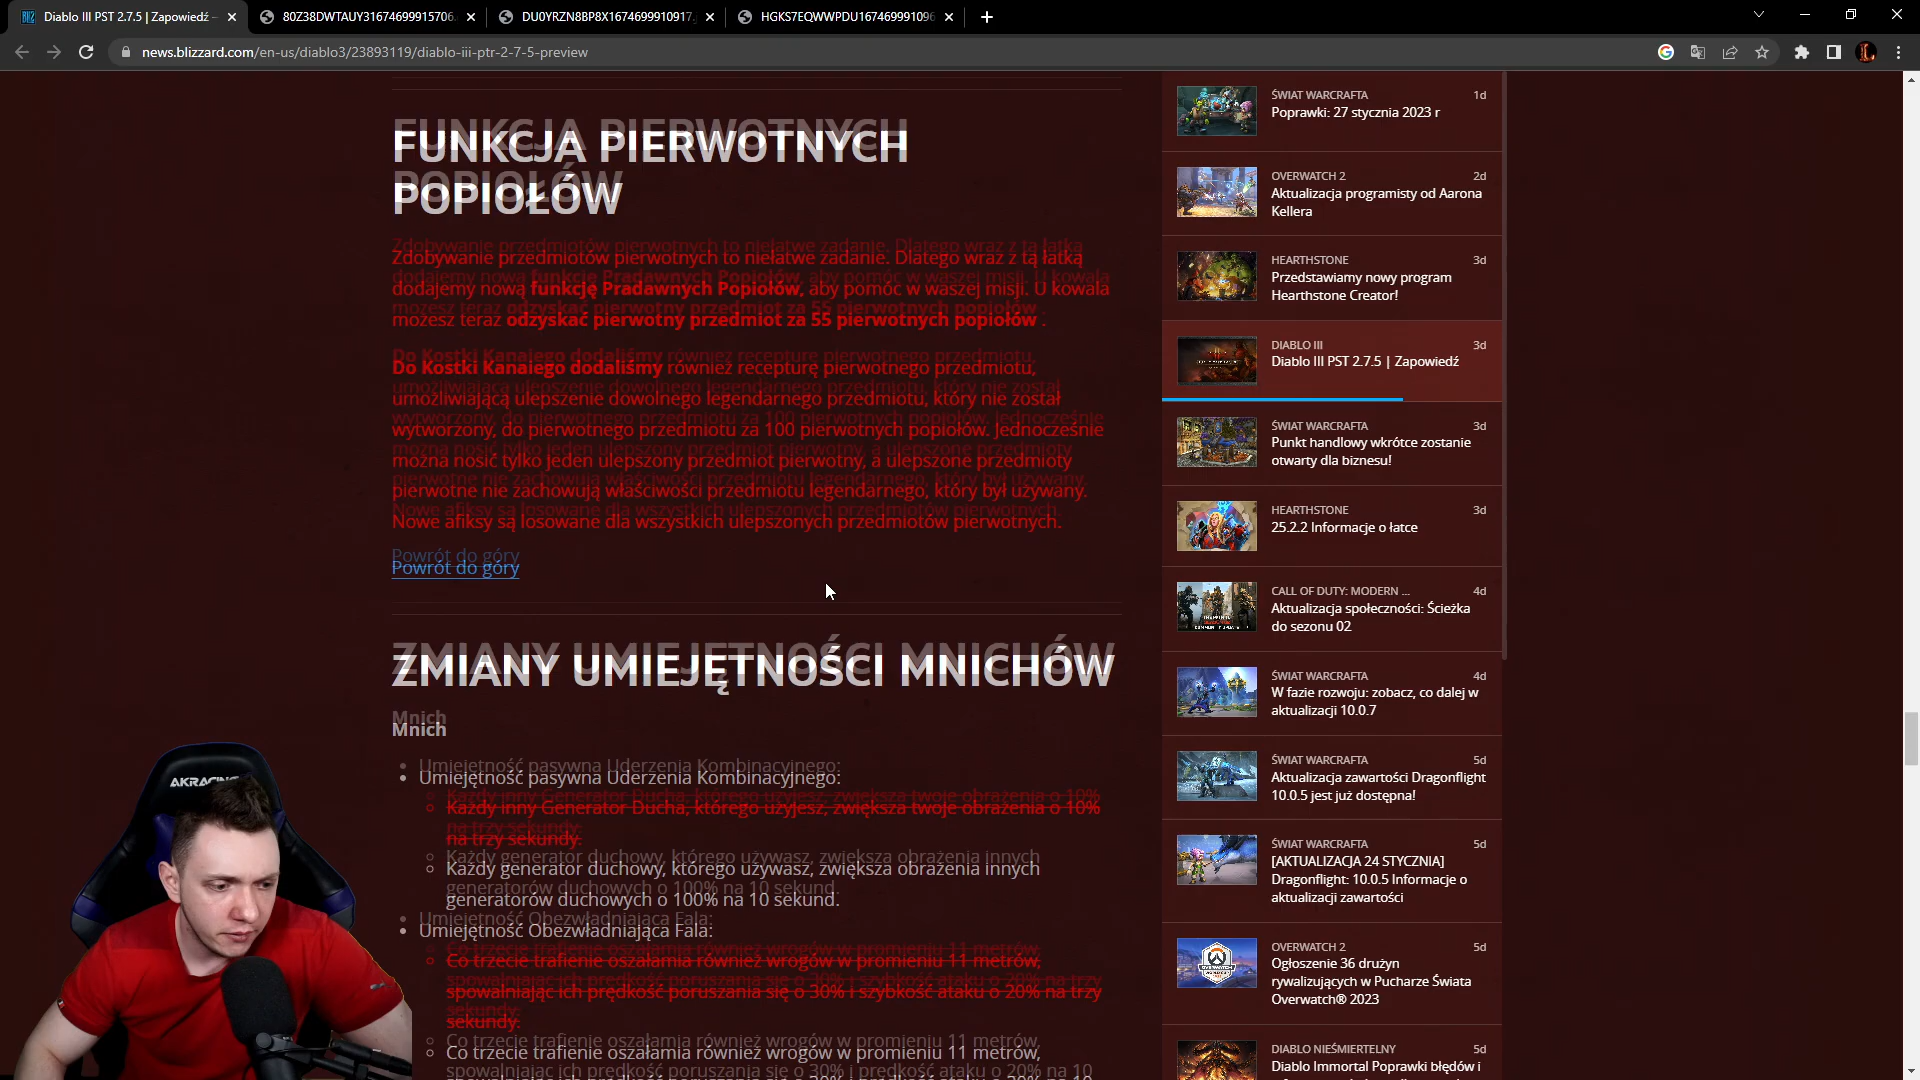 Diablo III PST 2.7.5 | Zapowiedź –
80Z38DWTAUY31674699915706.
DU0YRZN8BP8X1674699910917.
HGKS7EQWWPDU167469991096
news.blizzard.com/en-us/diablo3/23893119/diablo-iii-ptr-2-7-5-preview
FUNKCJA PIERWOTNYCH
POPIOŁÓW
Zdobywanie przedmiotów pierwotnych to niełatwe zadanie. Dlatego wraz z tą łatką
dodajemy nową funkcję Pradawnych Popiołów, aby pomóc w waszej misji. U kowala
możesz teraz odzyskać pierwotny przedmiot za 55 pierwotnych popiołów .
Do Kostki Kanaiego dodaliśmy również recepturę pierwotnego przedmiotu,
umożliwiającą ulepszenie dowolnego legendarnego przedmiotu, który nie został
wytworzony, do pierwotnego przedmiotu za 100 pierwotnych popiołów. Jednocześnie
można nosić tylko jeden ulepszony przedmiot pierwotny, a ulepszone przedmioty
pierwotne nie zachowują właściwości przedmiotu legendarnego, który był używany.
Nowe afiksy są losowane dla wszystkich ulepszonych przedmiotów pierwotnych.
Powrót do góry
ZMIANY UMIEJĘTNOŚCI MNICHÓW
Mnich
Umiejętność pasywna Uderzenia Kombinacyjnego:
Każdy inny Generator Ducha, którego użyjesz, zwiększa twoje obrażenia o 10%
na trzy sekundy.
Każdy generator duchowy, którego używasz, zwiększa obrażenia innych
generatorów duchowych o 100% na 10 sekund.
Umiejętność Obezwładniająca Fala:
Co trzecie trafienie oszałamia również wrogów w promieniu 11 metrów,
spowalniając ich prędkość poruszania się o 30% i szybkość ataku o 20% na trzy
sekundy.
Co trzecie trafienie oszałamia również wrogów w promieniu 11 metrów,
spowalniając ich prędkość poruszania się o 30% i prędkość ataku o 20% na 10
ŚWIAT WARCRAFTA 1d
Poprawki: 27 stycznia 2023 r
OVERWATCH 2 2d
Aktualizacja programisty od Aarona
Kellera
HEARTHSTONE 3d
Przedstawiamy nowy program
Hearthstone Creator!
DIABLO III 3d
Diablo III PST 2.7.5 | Zapowiedź
ŚWIAT WARCRAFTA 3d
Punkt handlowy wkrótce zostanie
otwarty dla biznesu!
HEARTHSTONE 3d
25.2.2 Informacje o łatce
CALL OF DUTY: MODERN ... 4d
Aktualizacja społeczności: Ścieżka
do sezonu 02
ŚWIAT WARCRAFTA 4d
W fazie rozwoju: zobacz, co dalej w
aktualizacji 10.0.7
ŚWIAT WARCRAFTA 5d
Aktualizacja zawartości Dragonflight
10.0.5 jest już dostępna!
ŚWIAT WARCRAFTA 5d
[AKTUALIZACJA 24 STYCZNIA]
Dragonflight: 10.0.5 Informacje o
aktualizacji zawartości
OVERWATCH 2 5d
Ogłoszenie 36 drużyn
rywalizujących w Pucharze Świata
Overwatch® 2023
DIABLO NIEŚMIERTELNY 5d
Diablo Immortal Poprawki błędów i
AKRACING